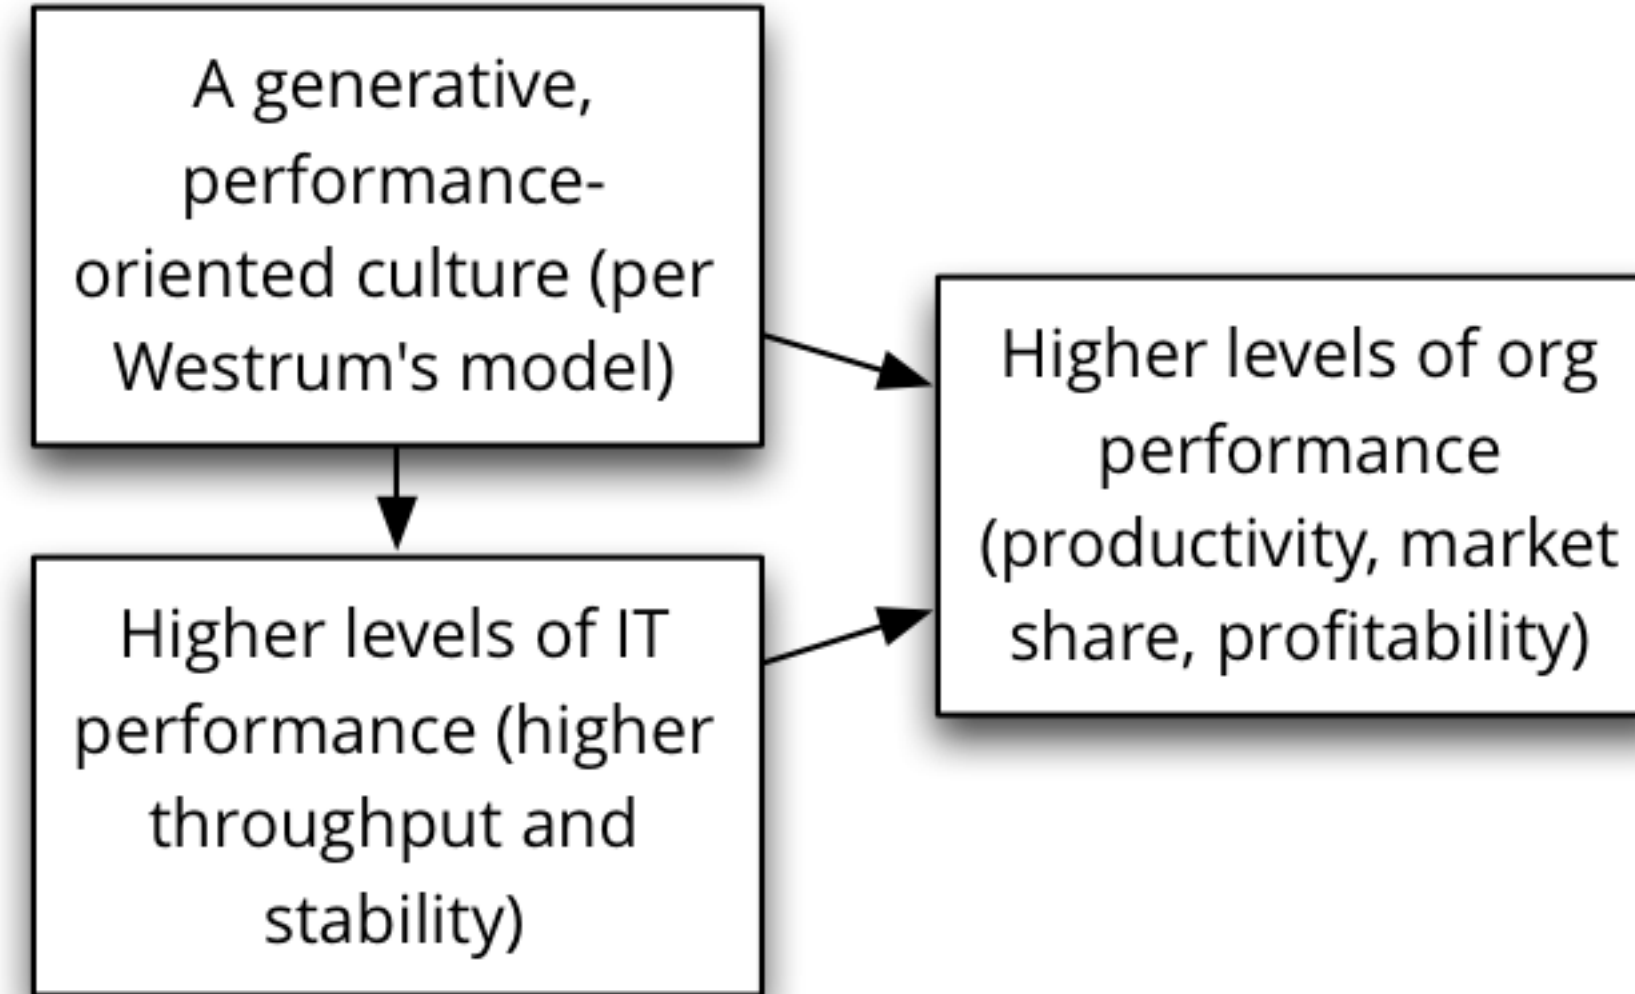 A generative,
performance-
oriented culture (per
Westrum's model)
Higher levels of IT
performance (higher
throughput and
stability)
Higher levels of org
performance
(productivity, market
share, profitability)